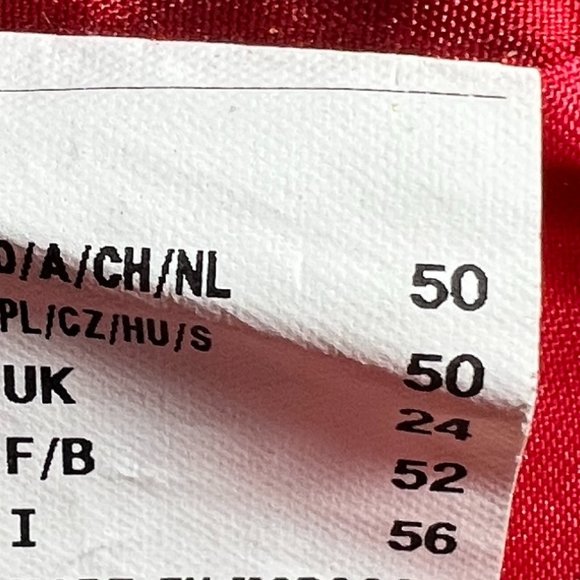 D/A/CH/NL 50
PL/CZ/HU/S 50
UK 24
F/B 52
I 56